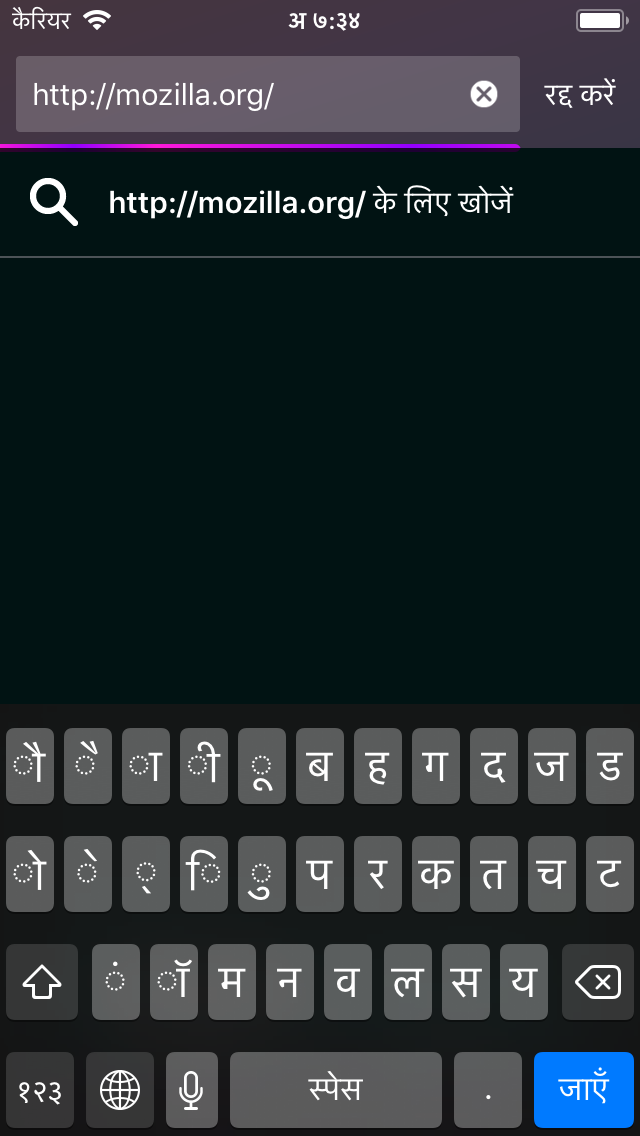 कैरियर अ ७:३४
http://mozilla.org/ रद्द करें
http://mozilla.org/ के लिए खोजें
ौ ै ा ी ू ब ह ग द ज ड
ो े ् ि ु प र क त च ट
ं ॉ म न व ल स य
१२३ स्पेस . जाएँ